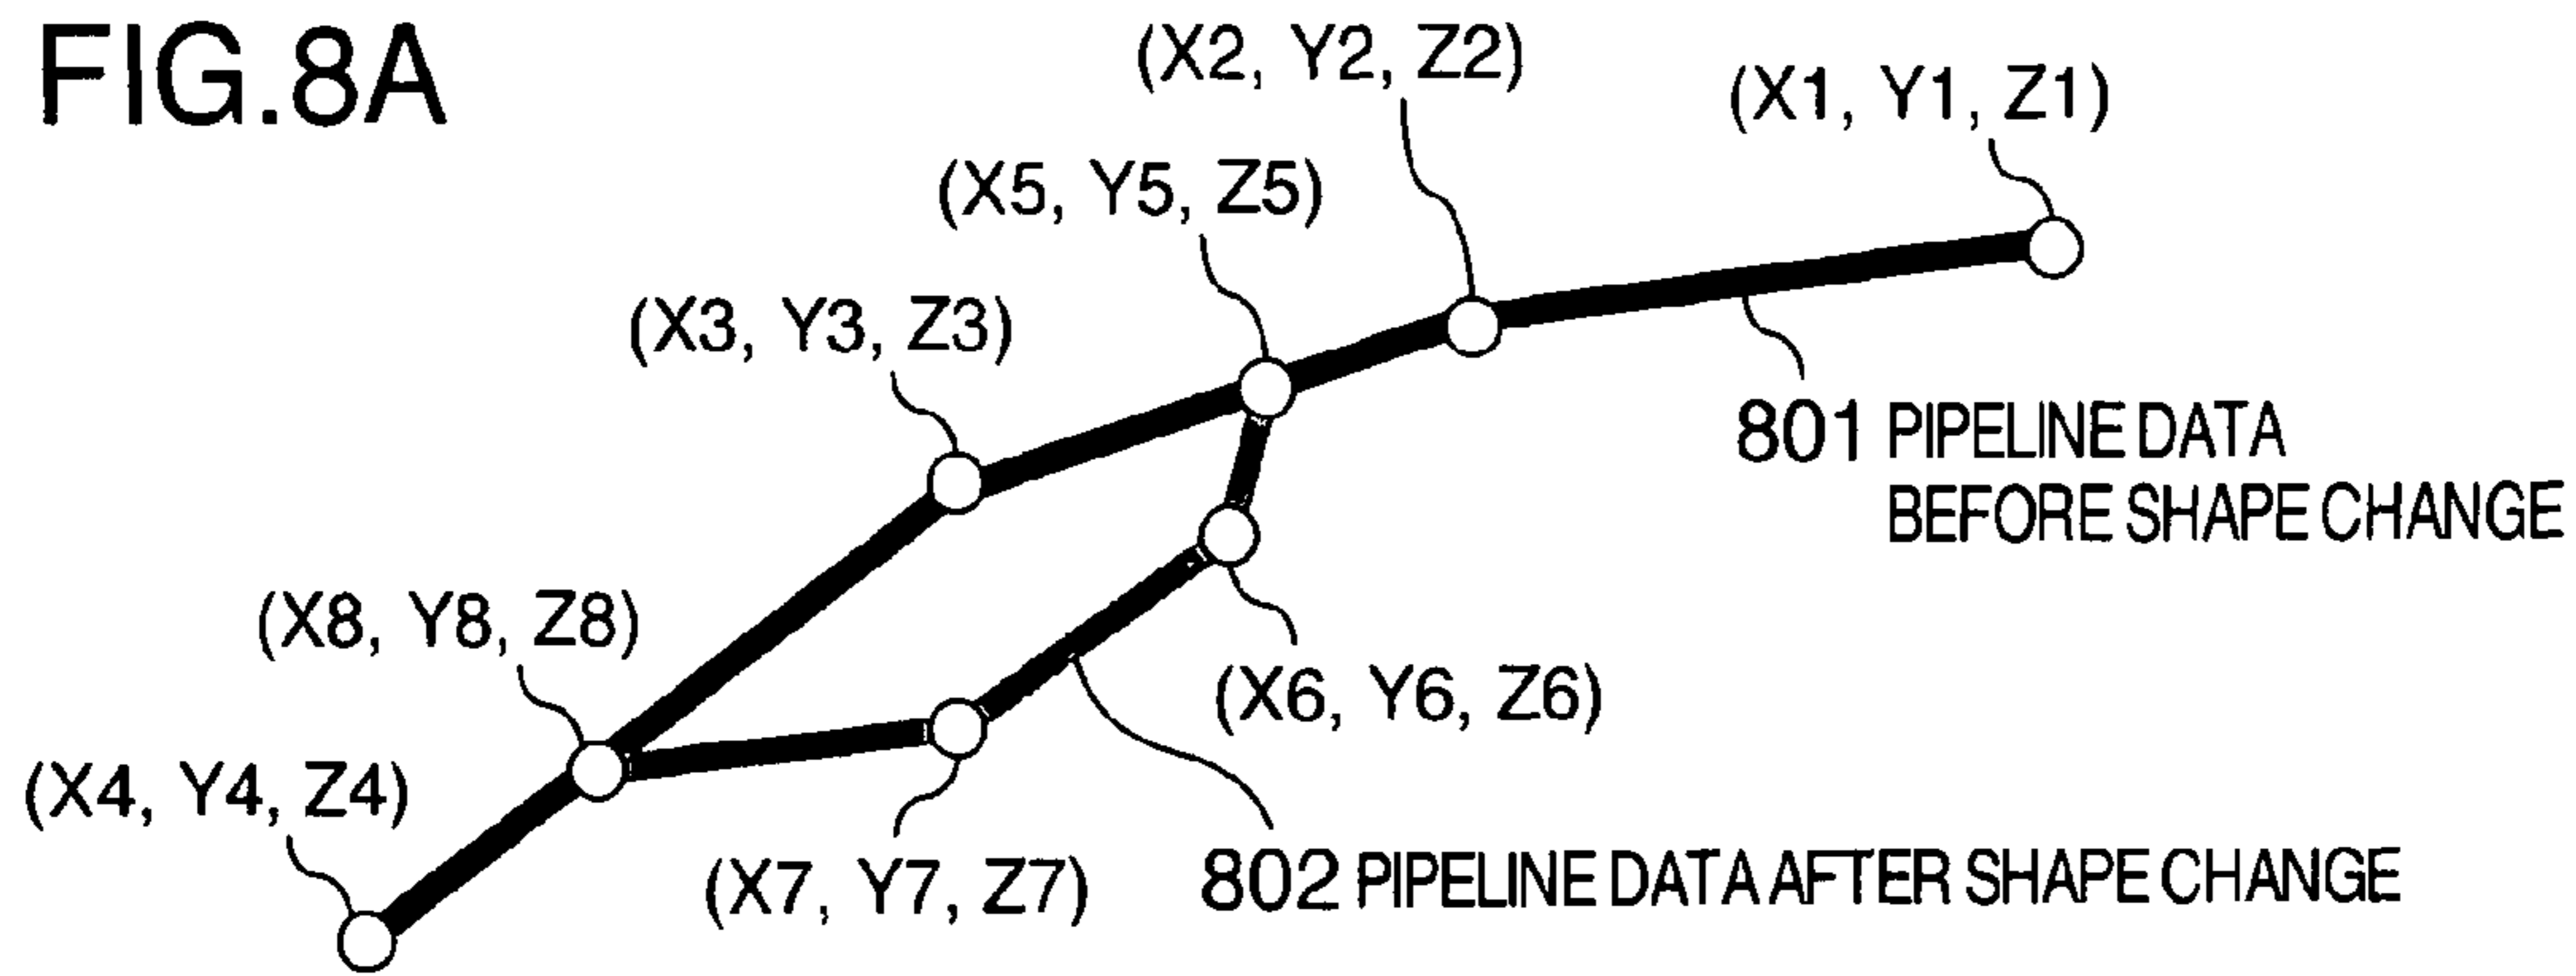 FIG.8A
(X2, Y2, Z2)
(X1, Y1, Z1)
(X5, Y5, Z5)
(X3, Y3, Z3)
801 PIPELINE DATA
BEFORE SHAPE CHANGE
(X8, Y8, Z8)
(X6, Y6, Z6)
(X4, Y4, Z4)
(X7, Y7, Z7)
802 PIPELINE DATA AFTER SHAPE CHANGE